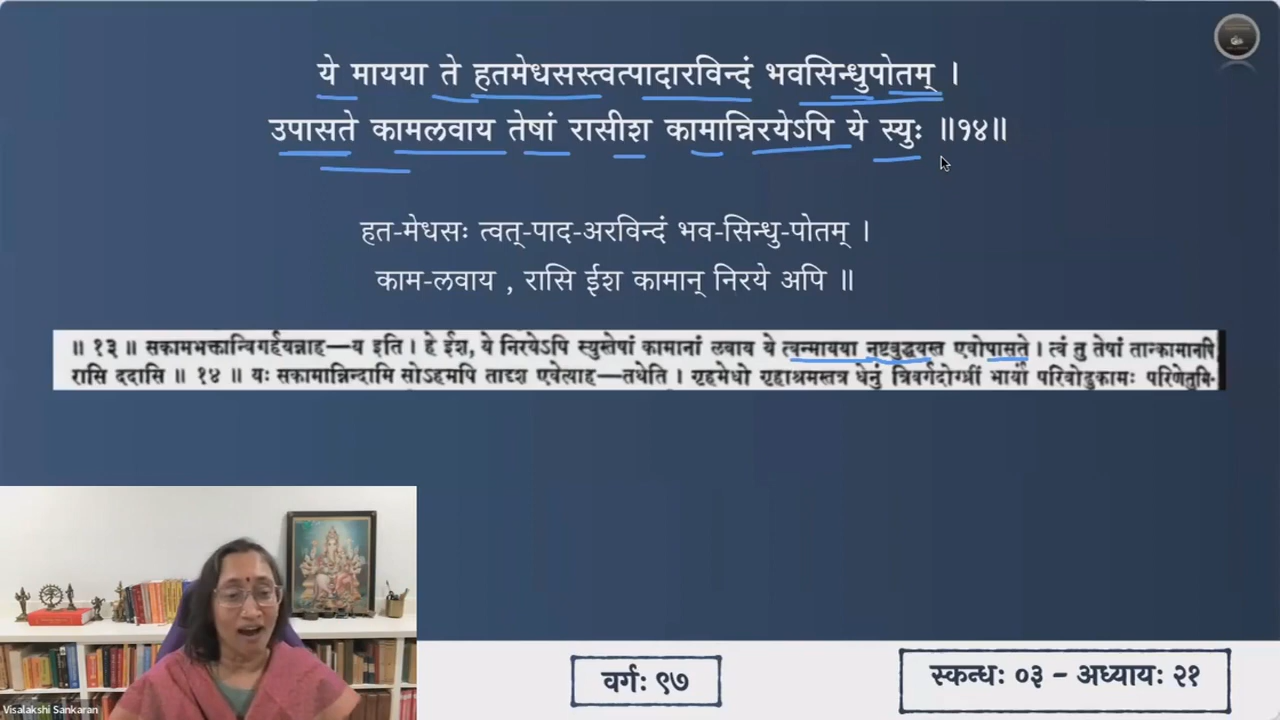 ये मायया ते हतमेधसस्त्वत्पादारविन्दं भवसिन्धुपोतम् ।
उपासते कामलवाय तेषां रासीश कामान्निरयेऽपि ये स्युः ॥१४॥
हत-मेधसः त्वत्-पाद-अरविन्दं भव-सिन्धु-पोतम् ।
काम-लवाय , रासि ईश कामान् निरये अपि ॥
॥ १३ ॥ सकामभक्तान्विगर्हयन्नाह—य इति । हे ईश, ये निरयेऽपि स्युस्तेषां कामानां लवाय ये त्वन्मायया नष्टबुद्धयस्त एवोपासते । त्वं तु तेषां तान्कामानपि
रासि ददासि ॥ १४ ॥ यः सकामान्निन्दामि सोऽहमपि तादृश एवेत्याह—तथेति । गृहमेधो गृहाश्रमस्तत्र धेनुं त्रिवर्गदोग्ध्रीं भार्यां परिवोढुकामः परिणेतुमि-
Visalakshi Sankaran
वर्गः ९७
स्कन्धः ०३ - अध्यायः २१